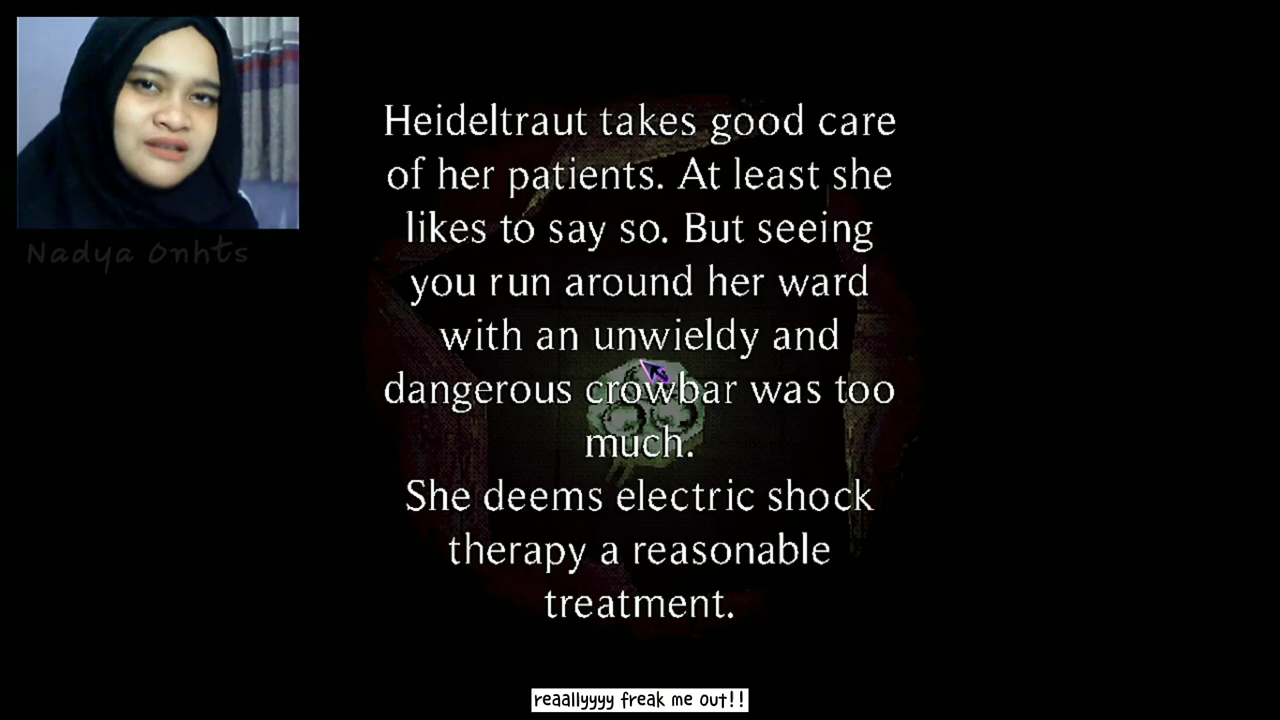 Nadya Onhts
Heideltraut takes good care
of her patients. At least she
likes to say so. But seeing
you run around her ward
with an unwieldy and
dangerous crowbar was too
much.
She deems electric shock
therapy a reasonable
treatment.
reaallyyyy freak me out!!